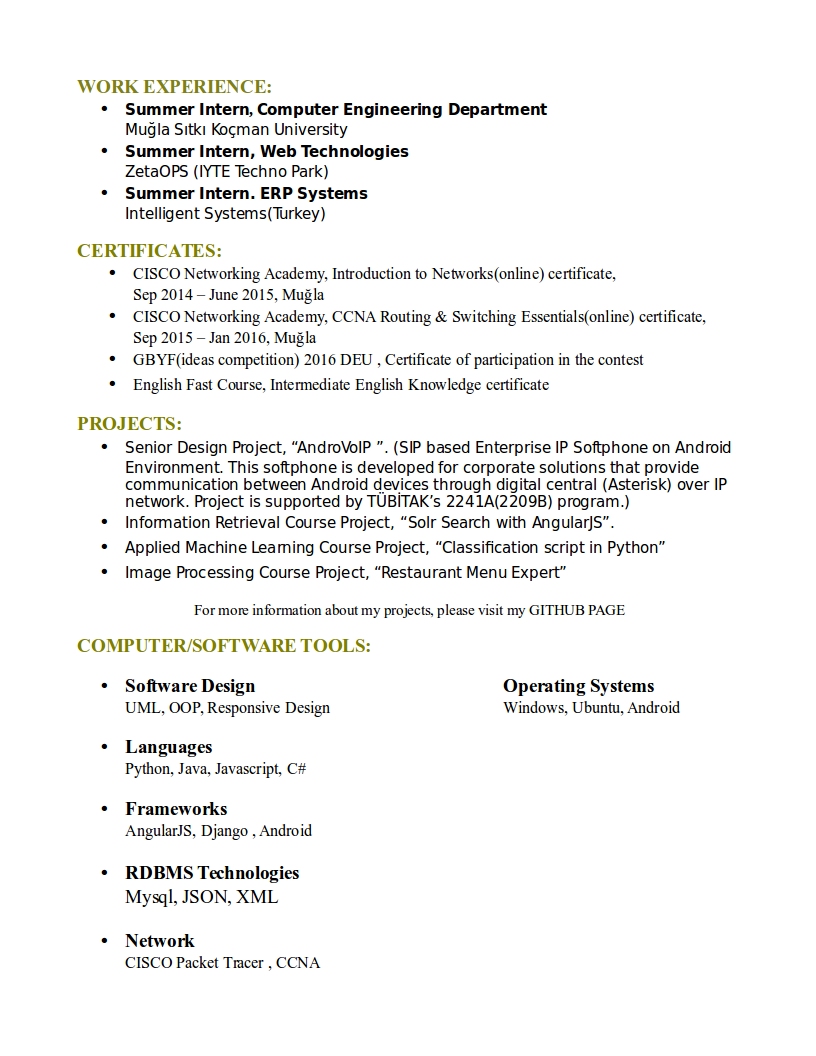 WORK EXPERIENCE:
• Summer Intern, Computer Engineering Department
Muğla Sıtkı Koçman University
• Summer Intern, Web Technologies
ZetaOPS (IYTE Techno Park)
• Summer Intern. ERP Systems
Intelligent Systems(Turkey)
CERTIFICATES:
• CISCO Networking Academy, Introduction to Networks(online) certificate,
Sep 2014 – June 2015, Muğla
• CISCO Networking Academy, CCNA Routing & Switching Essentials(online) certificate,
Sep 2015 – Jan 2016, Muğla
• GBYF(ideas competition) 2016 DEU , Certificate of participation in the contest
• English Fast Course, Intermediate English Knowledge certificate
PROJECTS:
• Senior Design Project, “AndroVoIP ”. (SIP based Enterprise IP Softphone on Android
Environment. This softphone is developed for corporate solutions that provide
communication between Android devices through digital central (Asterisk) over IP
network. Project is supported by TÜBİTAK’s 2241A(2209B) program.)
• Information Retrieval Course Project, “Solr Search with AngularJS”.
• Applied Machine Learning Course Project, “Classification script in Python”
• Image Processing Course Project, “Restaurant Menu Expert”
For more information about my projects, please visit my GITHUB PAGE
COMPUTER/SOFTWARE TOOLS:
• Software Design
UML, OOP, Responsive Design
Operating Systems
Windows, Ubuntu, Android
• Languages
Python, Java, Javascript, C#
• Frameworks
AngularJS, Django , Android
• RDBMS Technologies
Mysql, JSON, XML
• Network
CISCO Packet Tracer , CCNA